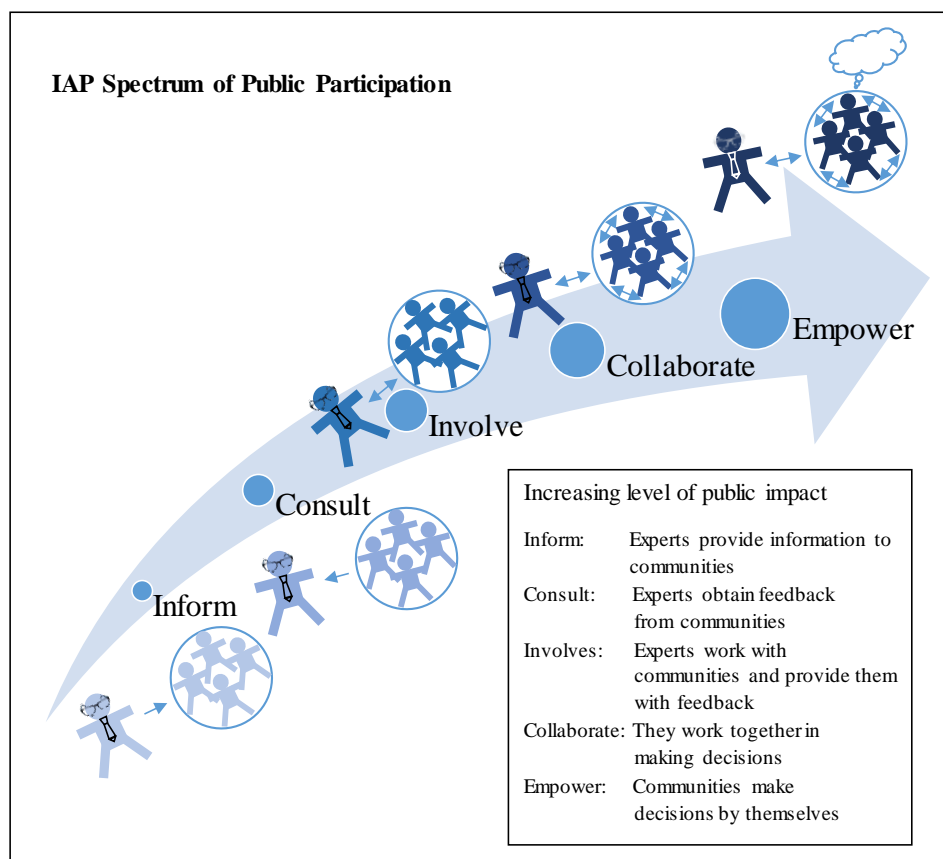 IAP Spectrum of Public Participation
Empower
Collaborate
Involve
Consult
Inform
Increasing level of public impact
Inform: Experts provide information to
communities
Consult: Experts obtain feedback
from communities
Involves: Experts work with
communities and provide them
with feedback
Collaborate: They work together in
making decisions
Empower: Communities make
decisions by themselves